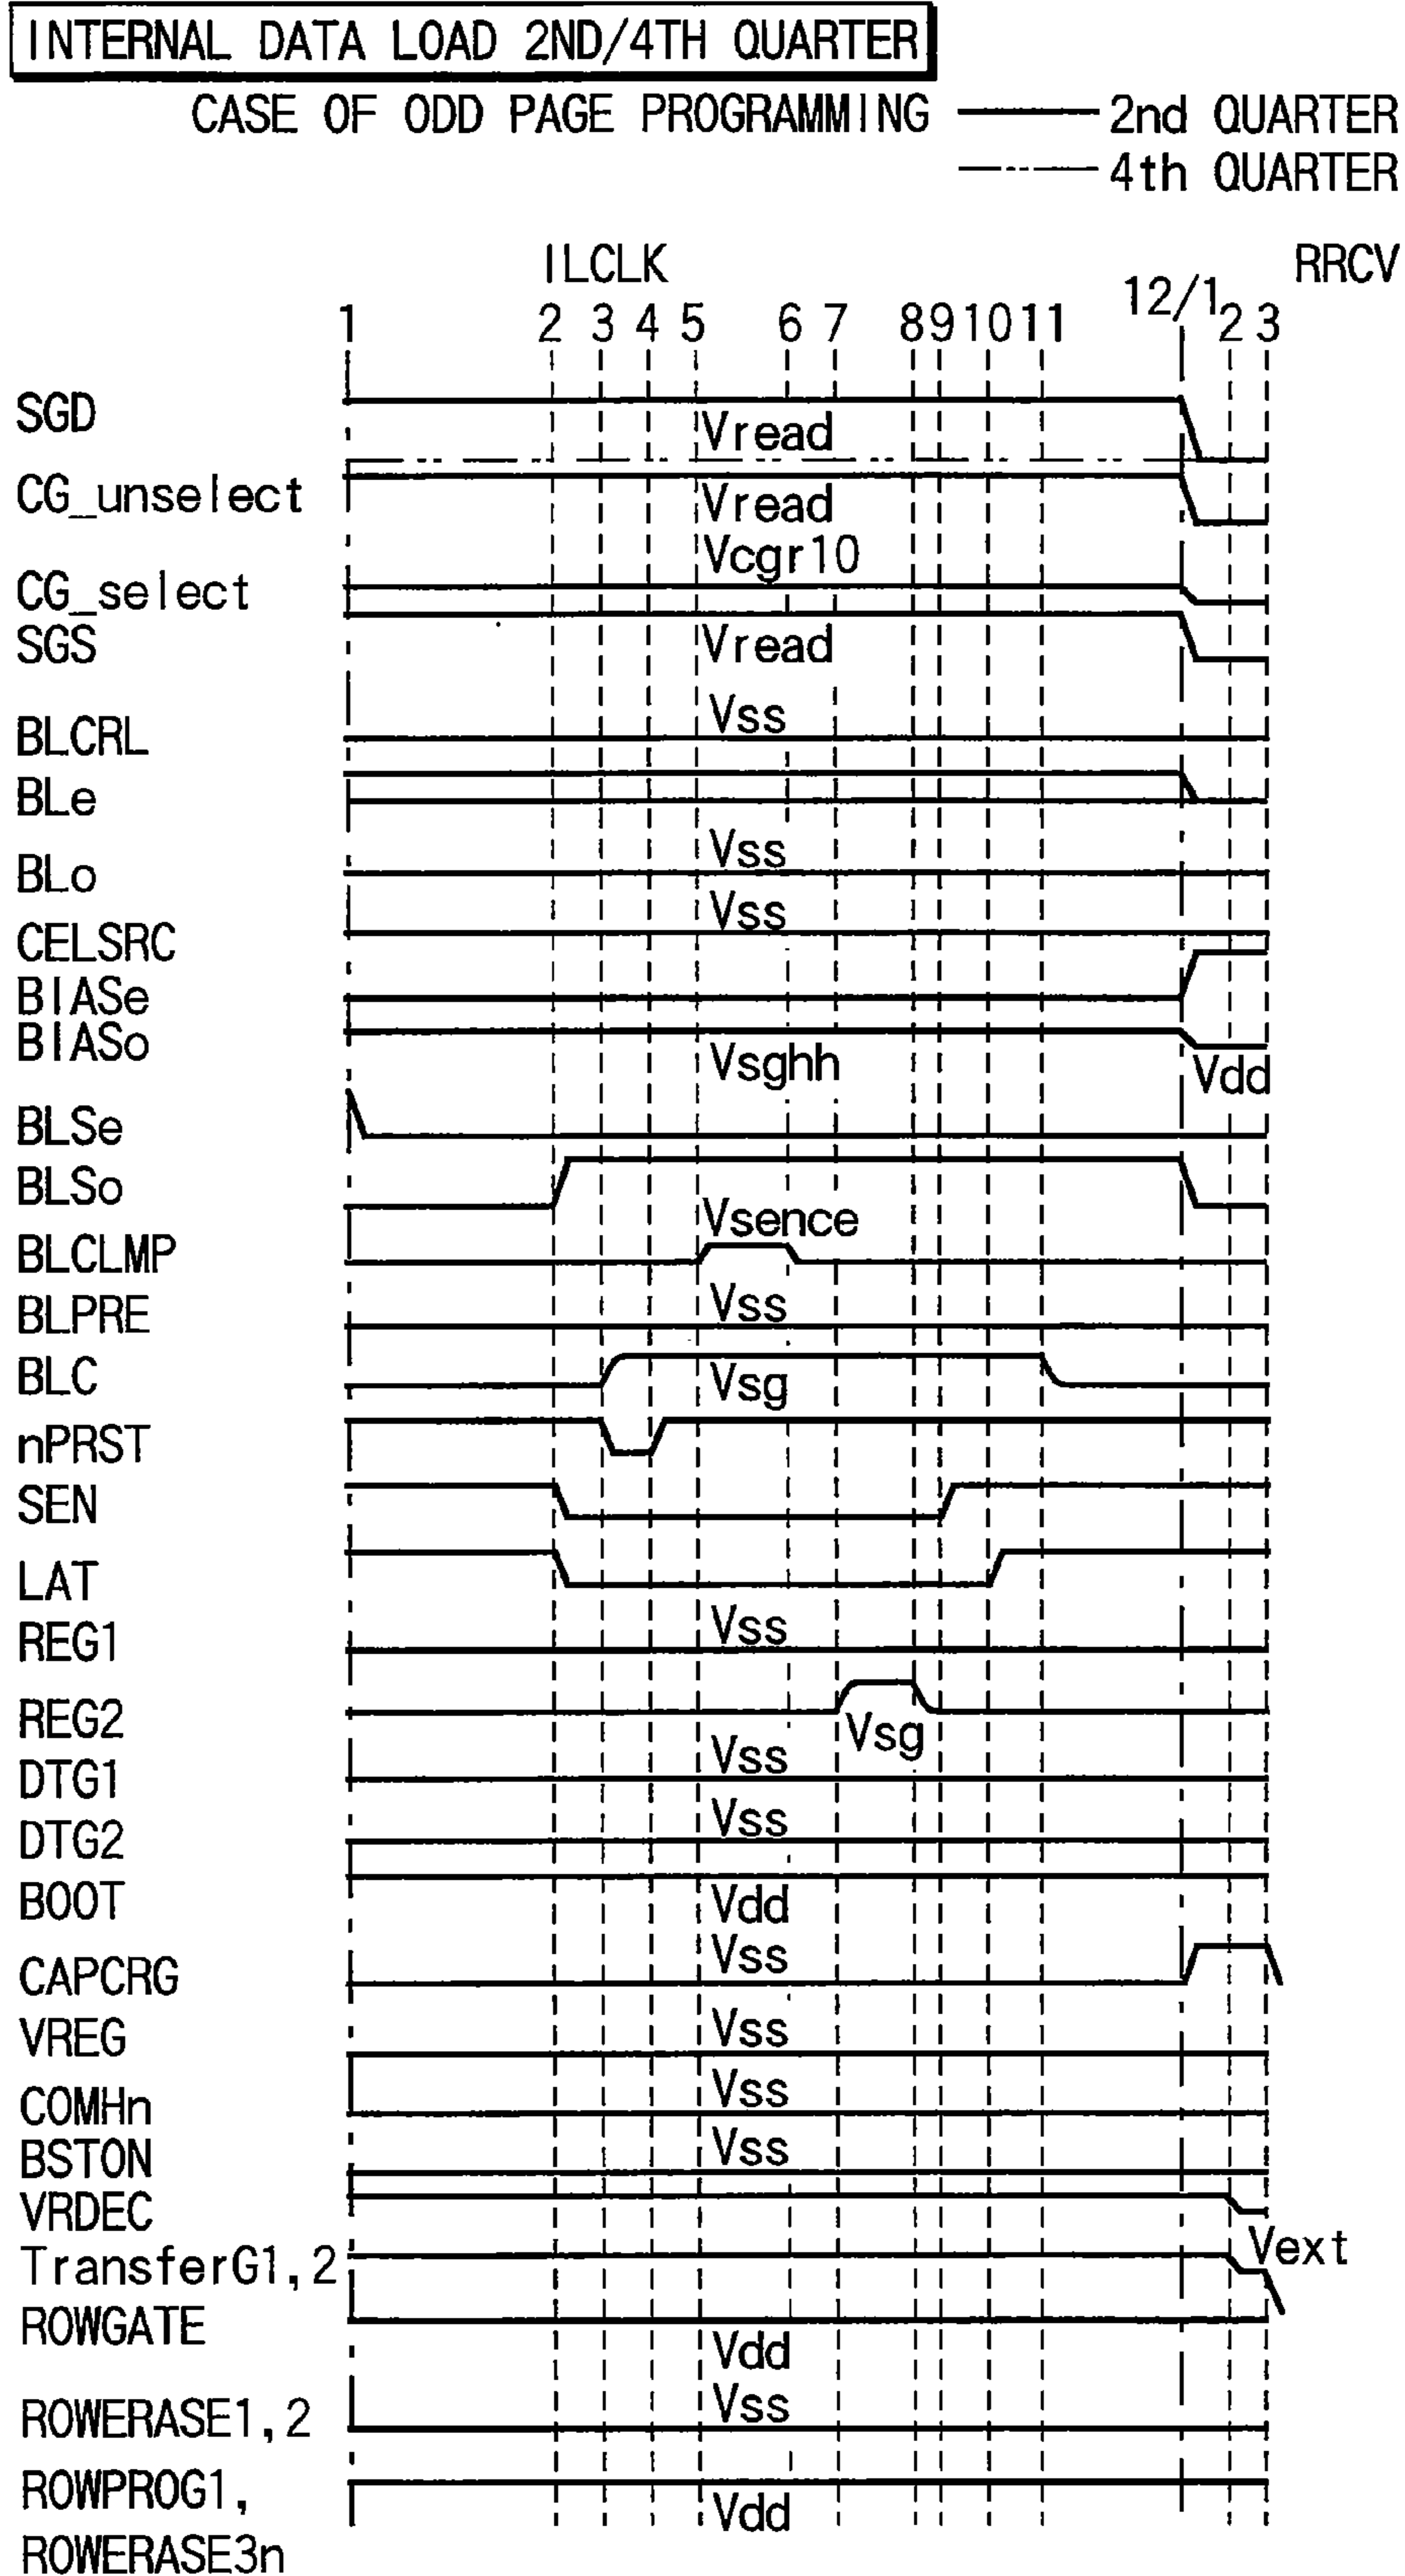 INTERNAL DATA LOAD 2ND/4TH QUARTER
CASE OF ODD PAGE PROGRAMMING
2nd QUARTER
4th QUARTER
ILCLK
RRCV
1 2 3 4 5 6 7 8 9 10 11 12/1 2 3
SGD
Vread
CG_unselect
Vread
Vcgr10
CG_select
SGS
Vread
Vss
BLCRL
BLe
Vss
BLo
Vss
CELSRC
BIASe
BIASo
Vsghh
Vdd
BLSe
BLSo
Vsence
BLCLMP
Vss
BLPRE
BLC
Vsg
nPRST
SEN
LAT
Vss
REG1
REG2
Vsg
Vss
DTG1
Vss
DTG2
BOOT
Vdd
Vss
CAPCRG
Vss
VREG
Vss
COMHn
Vss
BSTON
VRDEC
Vext
TransferG1,2
ROWGATE
Vdd
Vss
ROWERASE1,2
ROWPROG1,
Vdd
ROWERASE3n